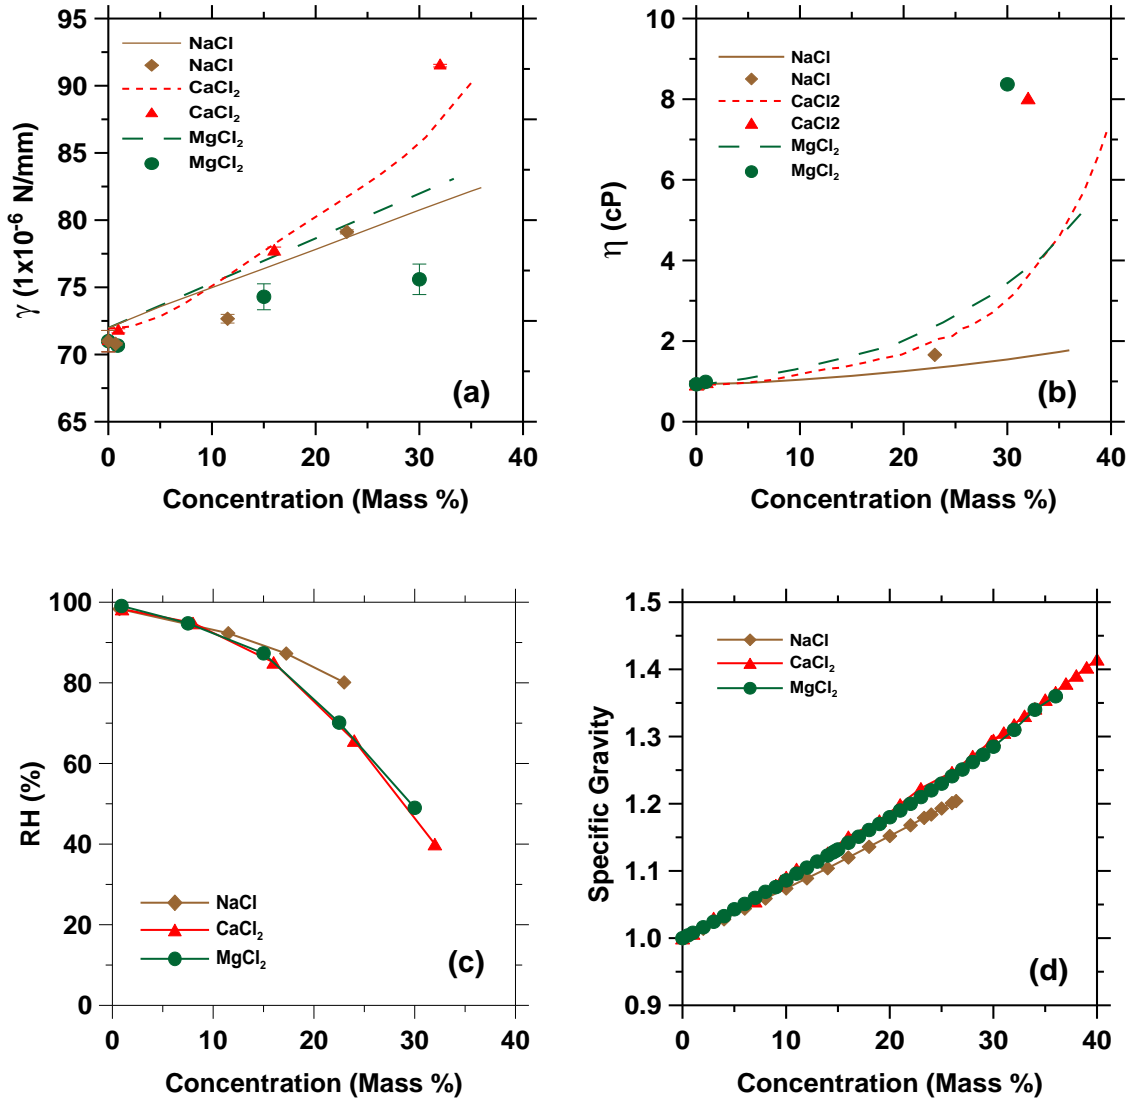 95
90
85
80
75
70
65
γ (1x10⁻⁶ N/mm)
NaCl
NaCl
CaCl₂
CaCl₂
MgCl₂
MgCl₂
(a)
0 10 20 30 40
Concentration (Mass %)
10
8
6
4
2
0
η (cP)
NaCl
NaCl
CaCl2
CaCl2
MgCl₂
MgCl₂
(b)
0 10 20 30 40
Concentration (Mass %)
100
80
60
40
20
0
RH (%)
NaCl
CaCl₂
MgCl₂
(c)
0 10 20 30 40
Concentration (Mass %)
1.5
1.4
1.3
1.2
1.1
1.0
0.9
Specific Gravity
NaCl
CaCl₂
MgCl₂
(d)
0 10 20 30 40
Concentration (Mass %)